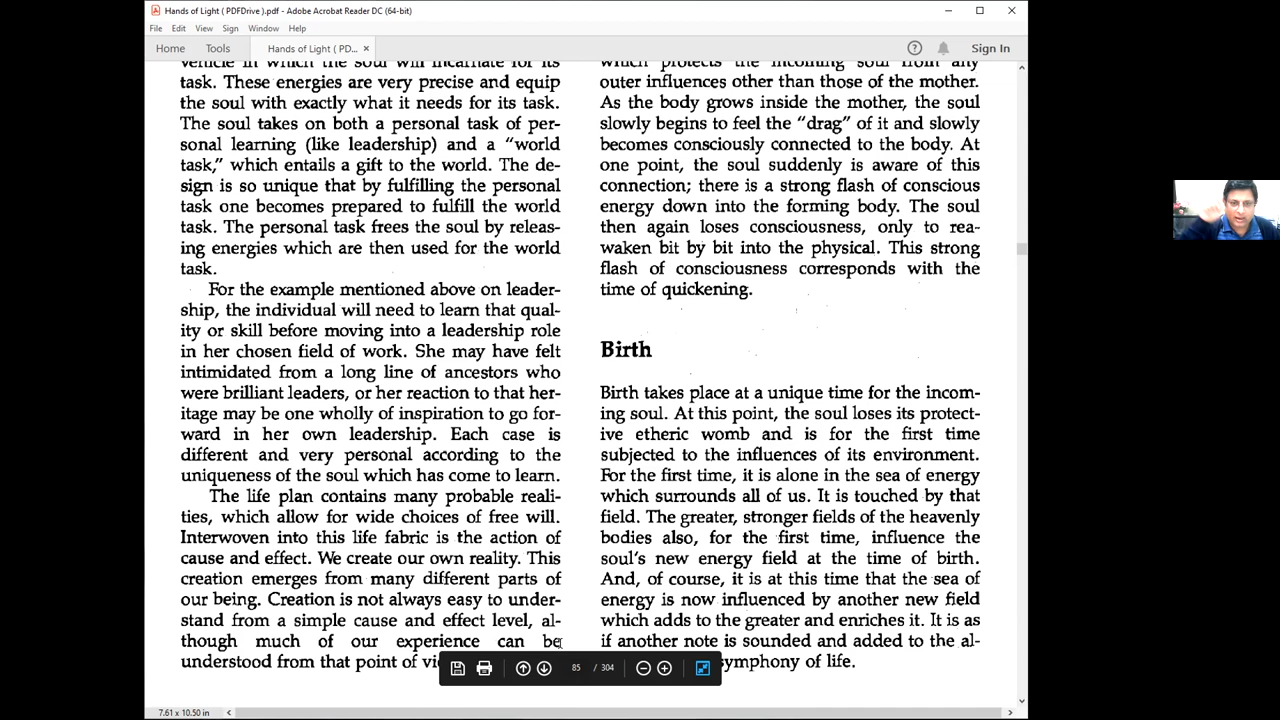 Hands of Light ( PDFDrive ).pdf - Adobe Acrobat Reader DC (64-bit)
File Edit View Sign Window Help
Home Tools Hands of Light ( PD... × Sign In
vehicle in which the soul will incarnate for its
task. These energies are very precise and equip
the soul with exactly what it needs for its task.
The soul takes on both a personal task of per-
sonal learning (like leadership) and a “world
task,” which entails a gift to the world. The de-
sign is so unique that by fulfilling the personal
task one becomes prepared to fulfill the world
task. The personal task frees the soul by releas-
ing energies which are then used for the world
task.
For the example mentioned above on leader-
ship, the individual will need to learn that qual-
ity or skill before moving into a leadership role
in her chosen field of work. She may have felt
intimidated from a long line of ancestors who
were brilliant leaders, or her reaction to that her-
itage may be one wholly of inspiration to go for-
ward in her own leadership. Each case is
different and very personal according to the
uniqueness of the soul which has come to learn.
The life plan contains many probable reali-
ties, which allow for wide choices of free will.
Interwoven into this life fabric is the action of
cause and effect. We create our own reality. This
creation emerges from many different parts of
our being. Creation is not always easy to under-
stand from a simple cause and effect level, al-
though much of our experience can be
understood from that point of
which protects the incoming soul from any
outer influences other than those of the mother.
As the body grows inside the mother, the soul
slowly begins to feel the “drag” of it and slowly
becomes consciously connected to the body. At
one point, the soul suddenly is aware of this
connection; there is a strong flash of conscious
energy down into the forming body. The soul
then again loses consciousness, only to rea-
waken bit by bit into the physical. This strong
flash of consciousness corresponds with the
time of quickening.
Birth
Birth takes place at a unique time for the incom-
ing soul. At this point, the soul loses its protect-
ive etheric womb and is for the first time
subjected to the influences of its environment.
For the first time, it is alone in the sea of energy
which surrounds all of us. It is touched by that
field. The greater, stronger fields of the heavenly
bodies also, for the first time, influence the
soul's new energy field at the time of birth.
And, of course, it is at this time that the sea of
energy is now influenced by another new field
which adds to the greater and enriches it. It is as
if another note is sounded and added to the al-
symphony of life.
85 / 304
7.61 x 10.50 in